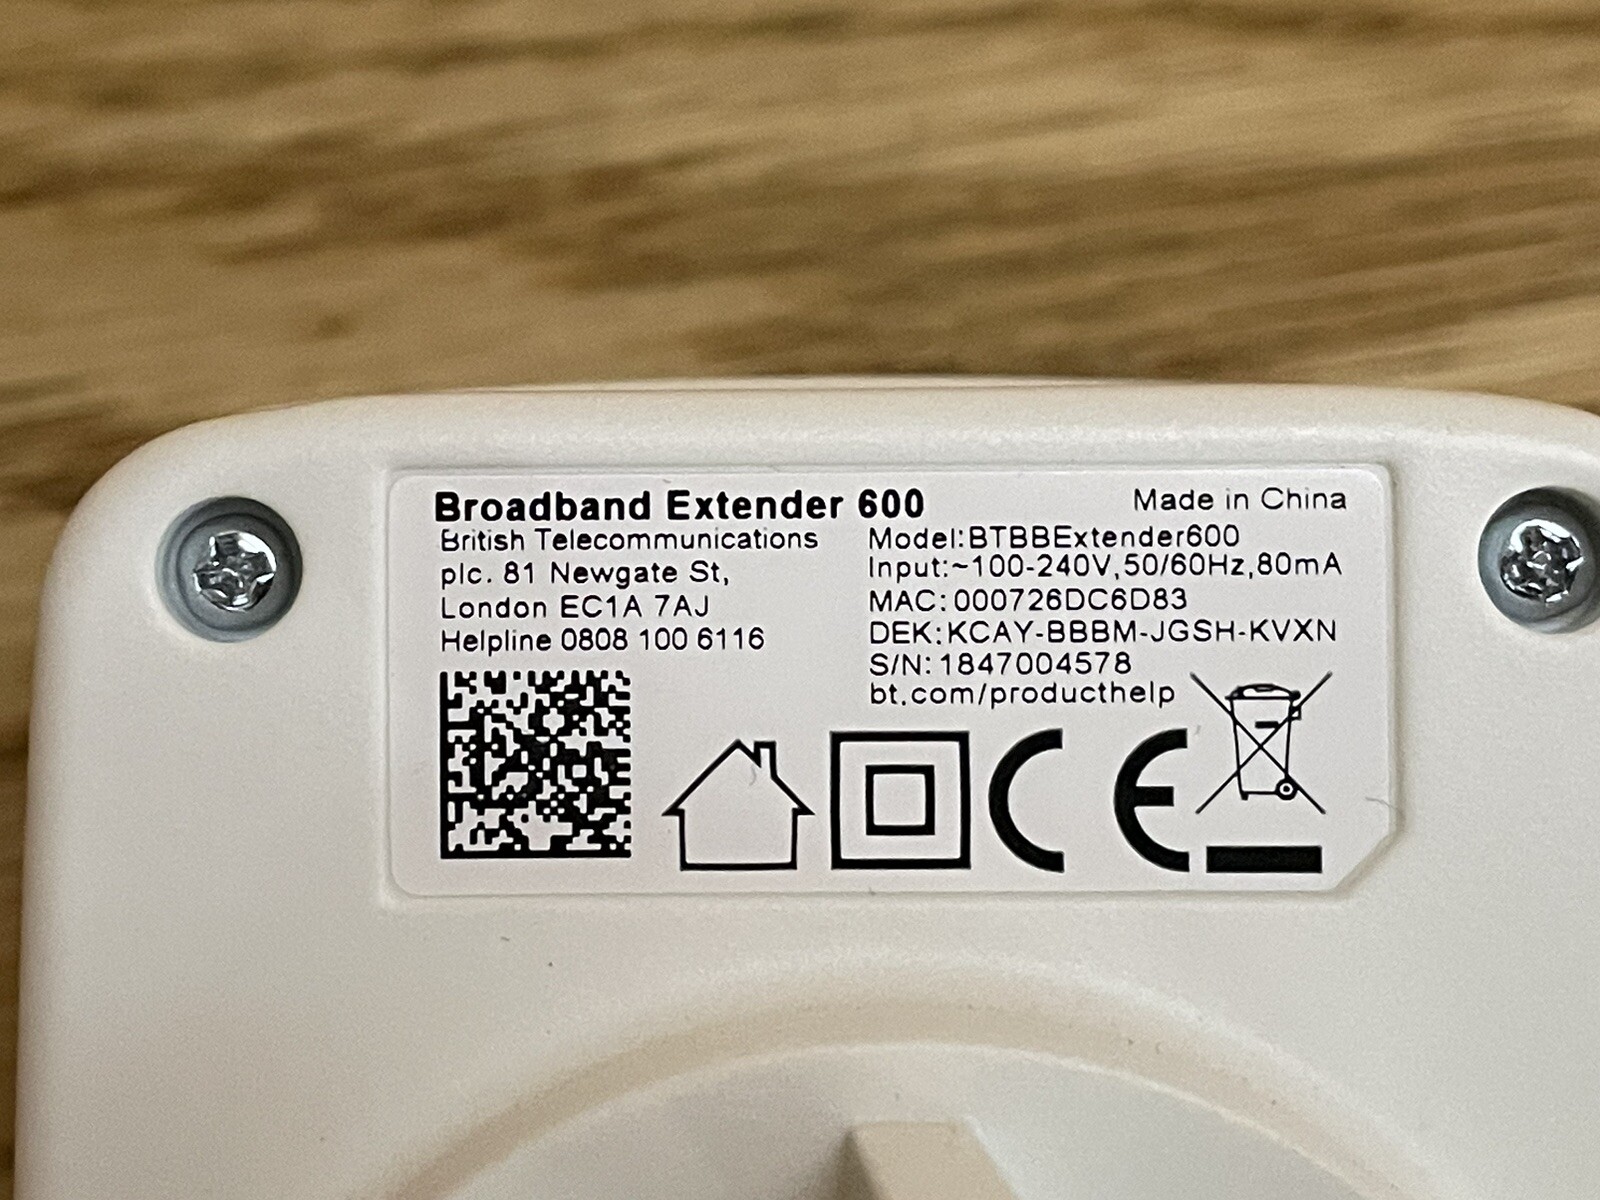 Broadband Extender 600
Made in China
British Telecommunications
plc. 81 Newgate St,
London EC1A 7AJ
Helpline 0808 100 6116
Model:BTBBExtender600
Input:~100-240V,50/60Hz,80mA
MAC:000726DC6D83
DEK:KCAY-BBBM-JGSH-KVXN
S/N:1847004578
bt.com/producthelp
CE